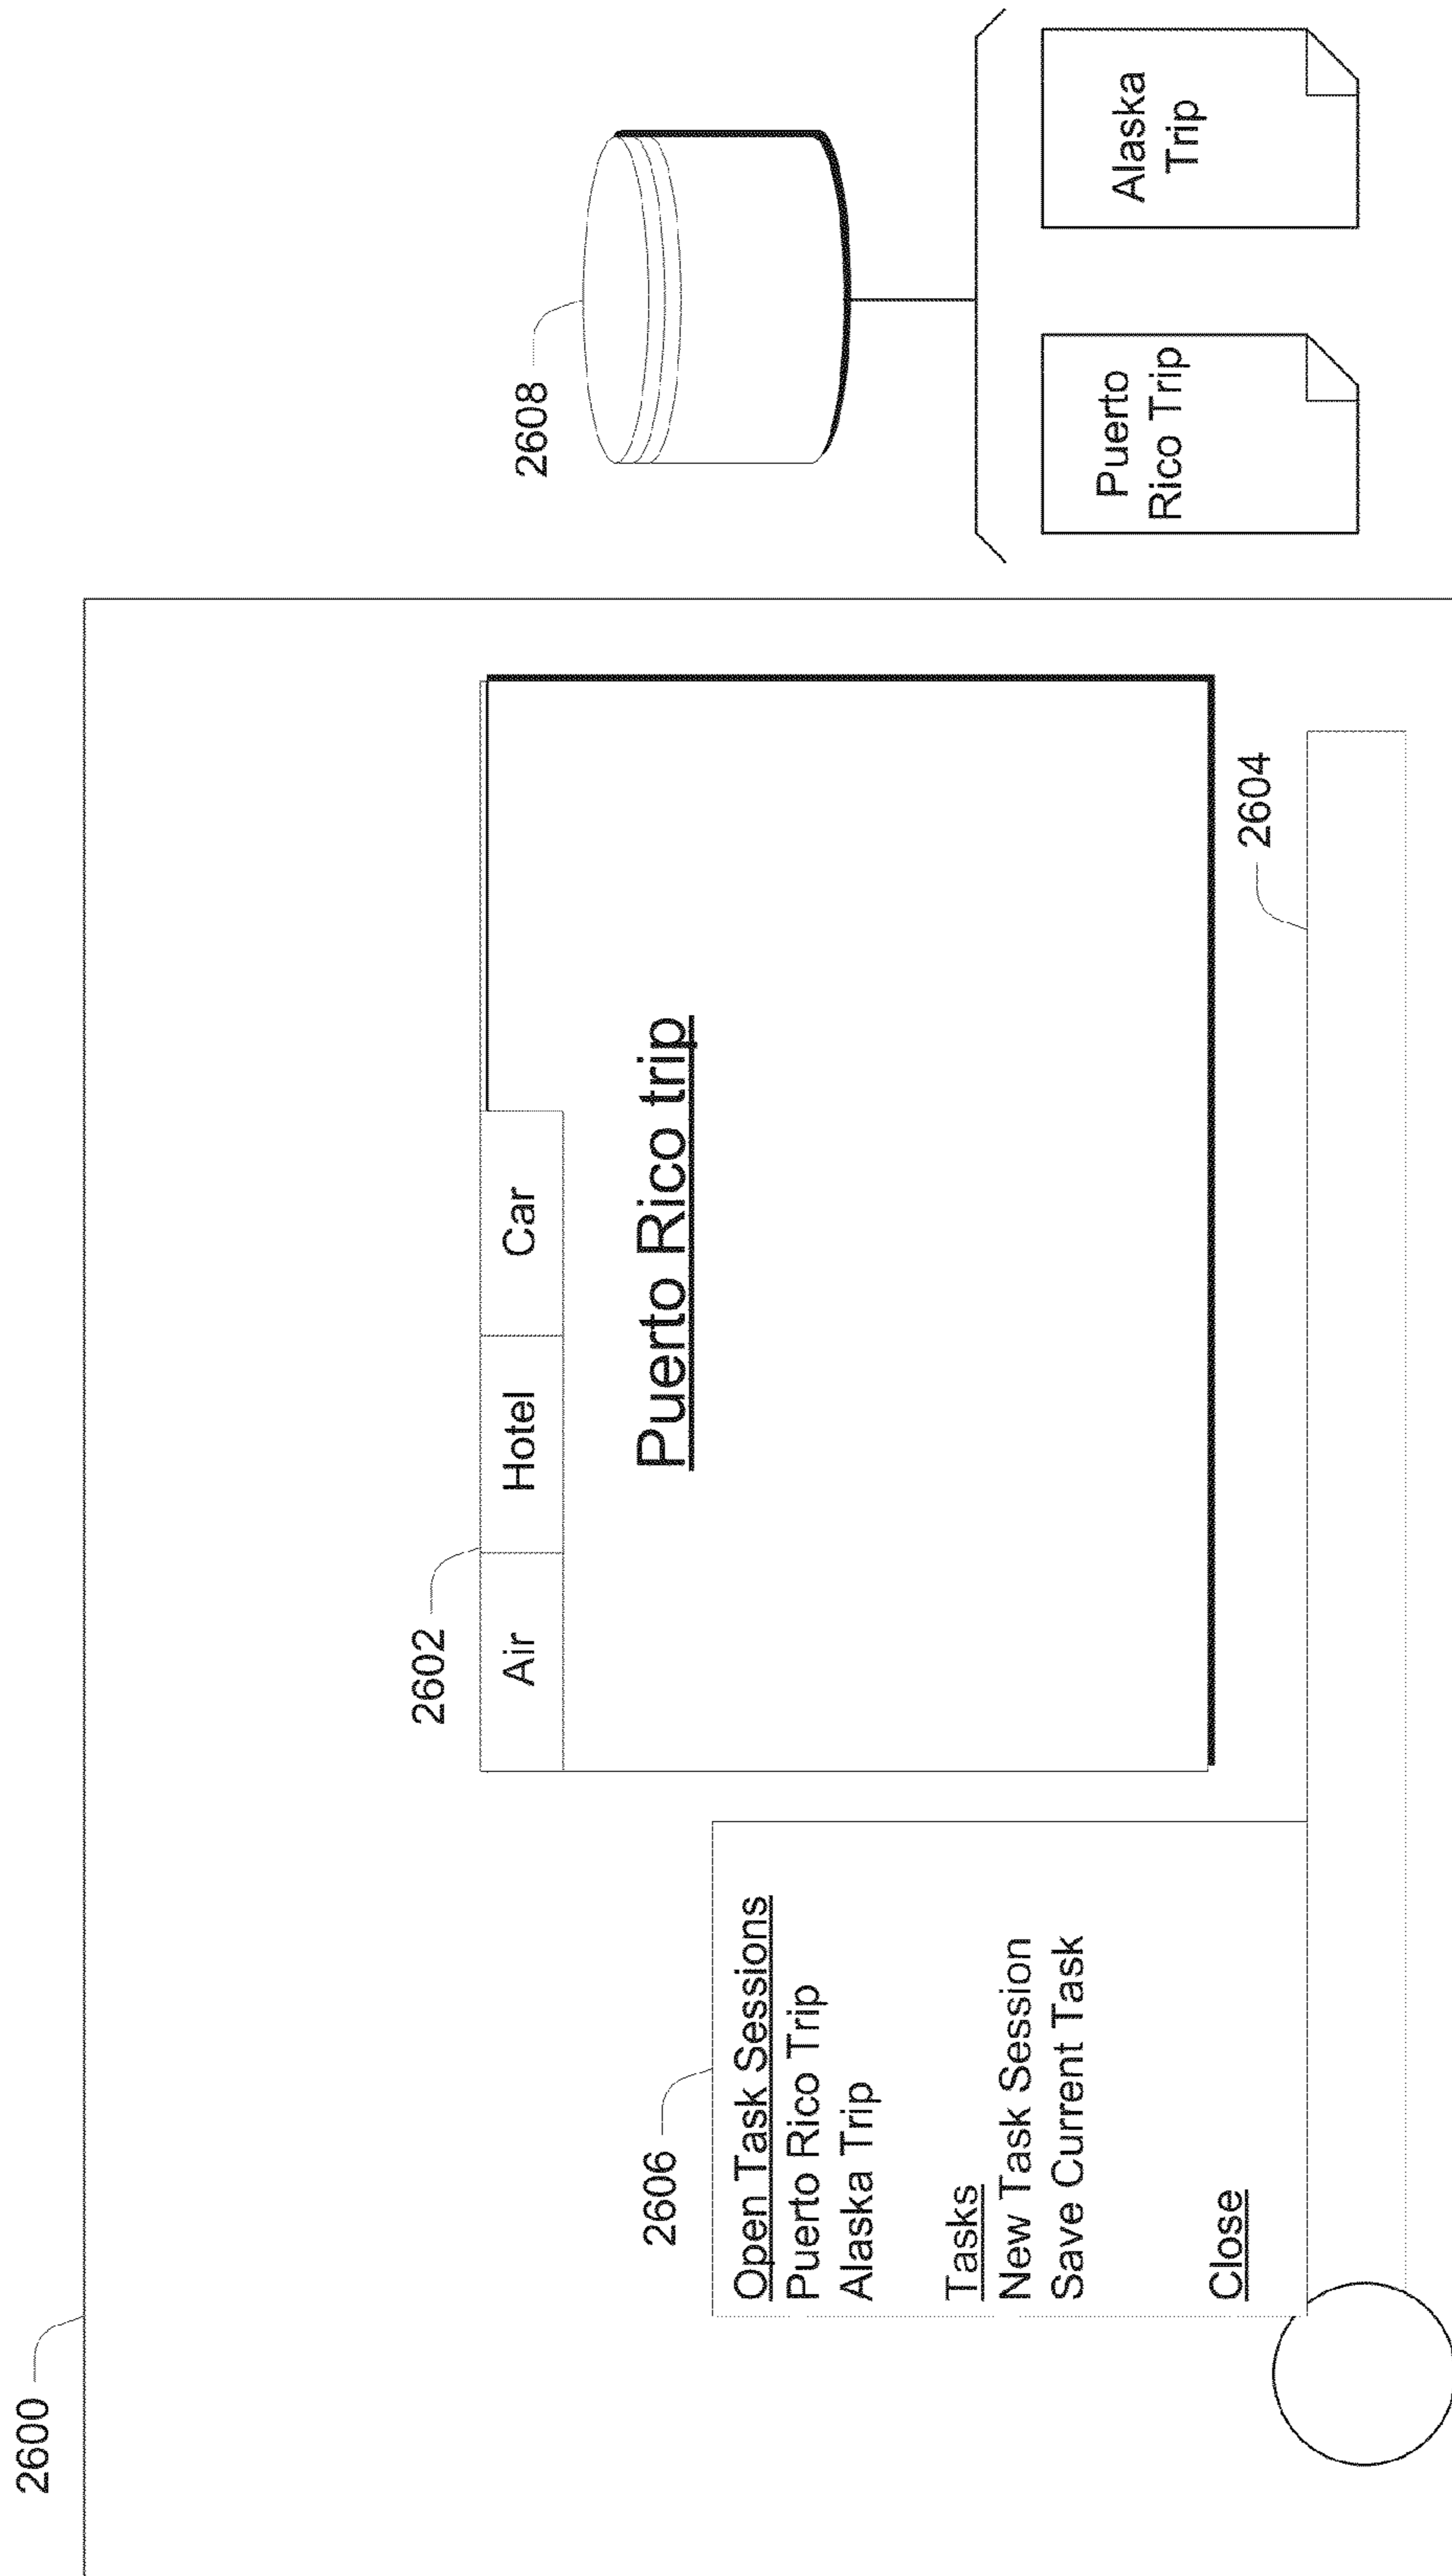 2600
2602
Air
Hotel
Car
Puerto Rico trip
2606
Open Task Sessions
Puerto Rico Trip
Alaska Trip
Tasks
New Task Session
Save Current Task
Close
2604
2608
Puerto
Rico Trip
Alaska
Trip